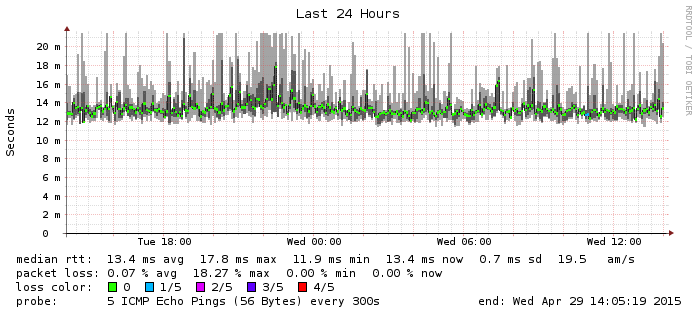 Last 24 Hours
RRDTOOL / TOBI OETIKER
Seconds
20 m
18 m
16 m
14 m
12 m
10 m
8 m
6 m
4 m
2 m
0
Tue 18:00 Wed 00:00 Wed 06:00 Wed 12:00
median rtt: 13.4 ms avg 17.8 ms max 11.9 ms min 13.4 ms now 0.7 ms sd 19.5 am/s
packet loss: 0.07 % avg 18.27 % max 0.00 % min 0.00 % now
loss color: 0 1/5 2/5 3/5 4/5
probe: 5 ICMP Echo Pings (56 Bytes) every 300s end: Wed Apr 29 14:05:19 2015